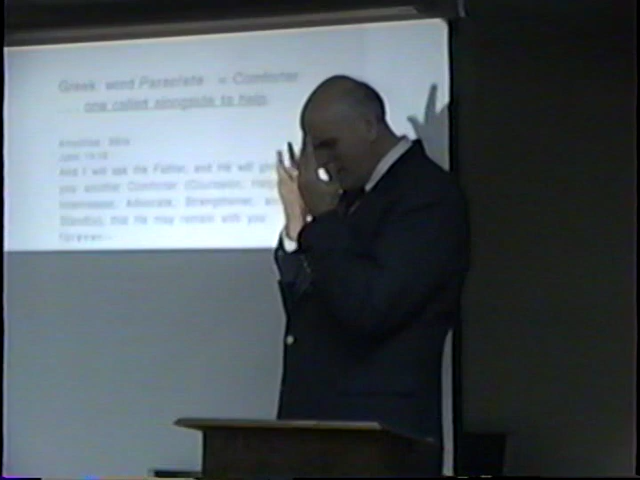 Greek: word Paraclete = Comforter
.... one called alongside to help.
Amplified Bible
John 14:16
And I will ask the Father, and He will
you another Comforter (Counselor,
Intercessor, Advocate, Strengthener,
Standby), that He may remain with you
forever--